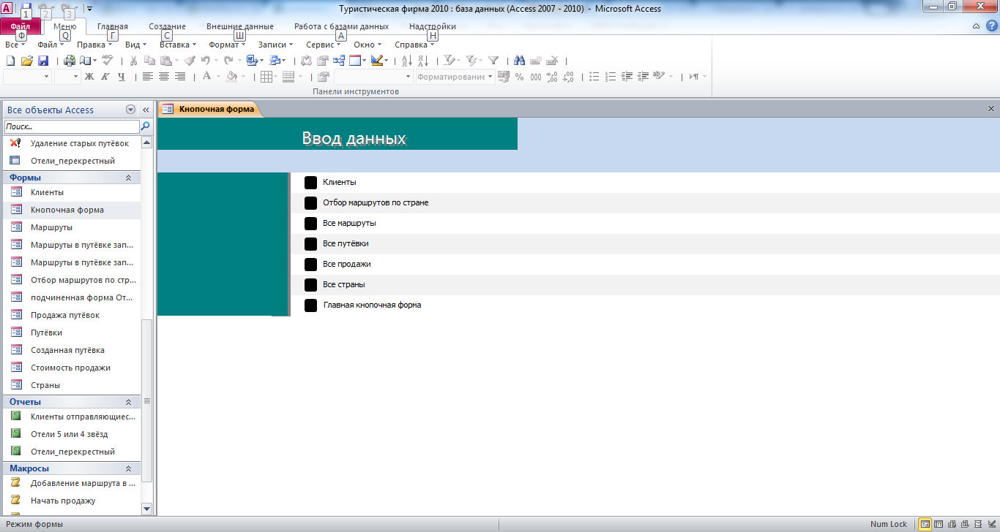 Туристическая фирма 2010 : база данных (Access 2007 - 2010) - Microsoft Access
1 2 3
Файл Меню Главная Создание Внешние данные Работа с базами данных Надстройки
Ф Q Г С Ш А Н
Все Файл Правка Вид Вставка Формат Записи Сервис Окно Справка
Ж К Ч А Форматирование % 000
Панели инструментов
Все объекты Access
Поиск...
Удаление старых путёвок
Отели_перекрестный
Формы
Клиенты
Кнопочная форма
Маршруты
Маршруты в путёвке зап...
Маршруты в путёвке зап...
Отбор маршрутов по стр...
подчиненная форма От...
Продажа путёвок
Путёвки
Созданная путёвка
Стоимость продажи
Страны
Отчеты
Клиенты отправляющиес...
Отели 5 или 4 звёзд
Отели_перекрестный
Макросы
Добавление маршрута в ...
Начать продажу
Кнопочная форма
Ввод данных
Клиенты
Отбор маршрутов по стране
Все маршруты
Все путёвки
Все продажи
Все страны
Главная кнопочная форма
Режим формы
Num Lock